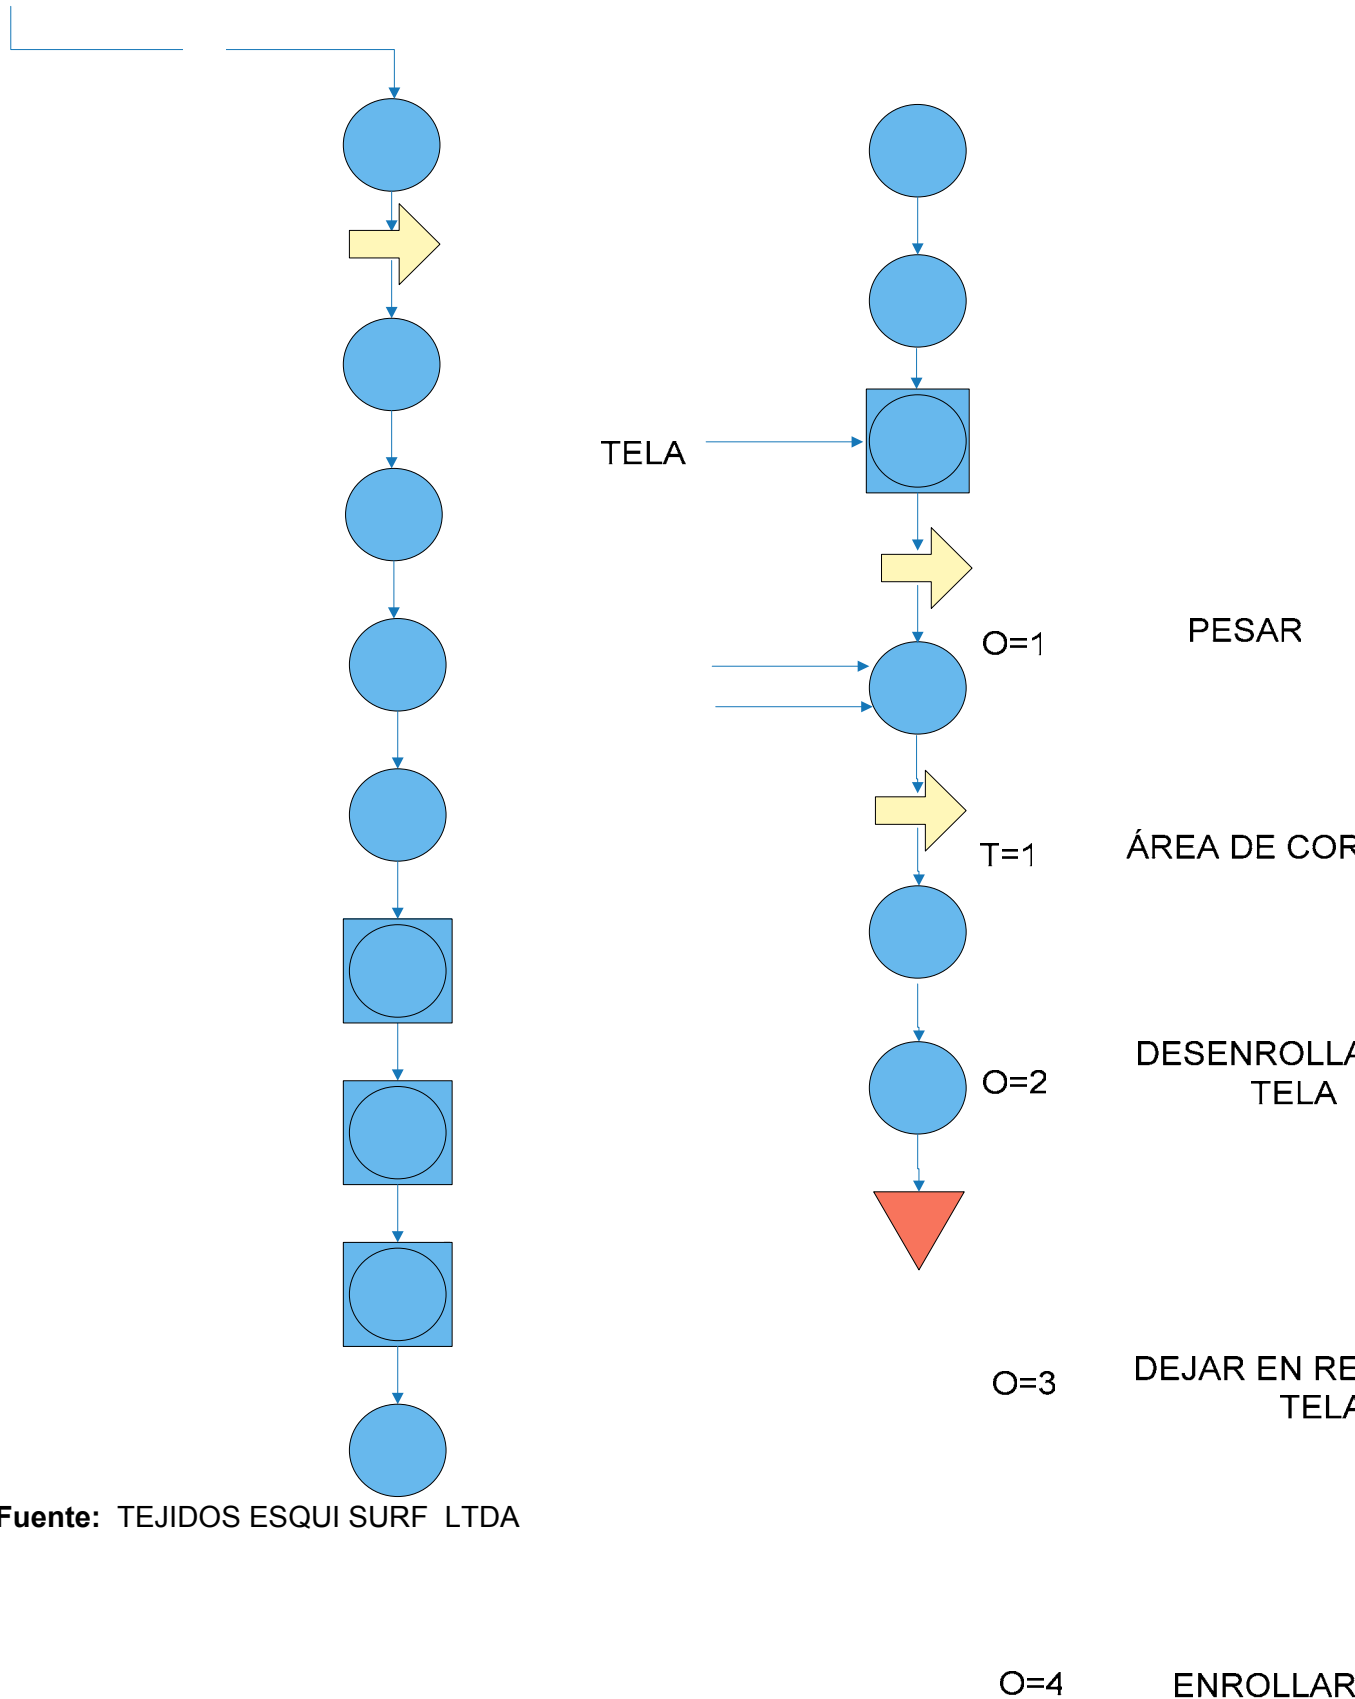 TELA
O=1
PESAR
T=1
ÁREA DE COR
O=2
DESENROLLA
TELA
O=3
DEJAR EN RE
TELA
Fuente: TEJIDOS ESQUI SURF LTDA
O=4
ENROLLAR